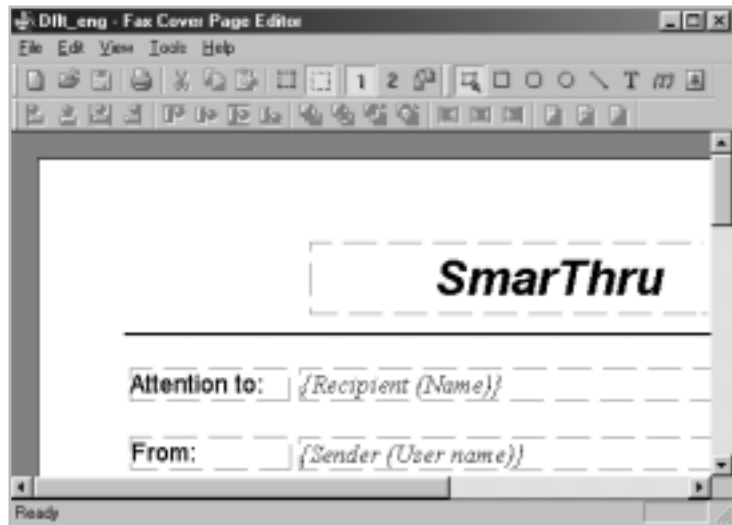 Dflt_eng - Fax Cover Page Editor
File Edit View Tools Help
1 2 T (T)
SmarThru
Attention to: {Recipient (Name)}
From: {Sender (User name)}
Ready